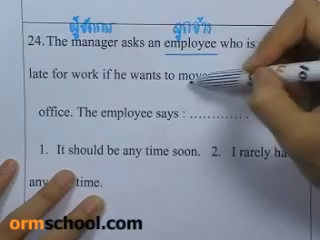 ผู้จัดการ ลูกจ้าง
24. The manager asks an employee who is
late for work if he wants to move
office. The employee says : .............
1. It should be any time soon. 2. I rarely
any time.
ormschool.com